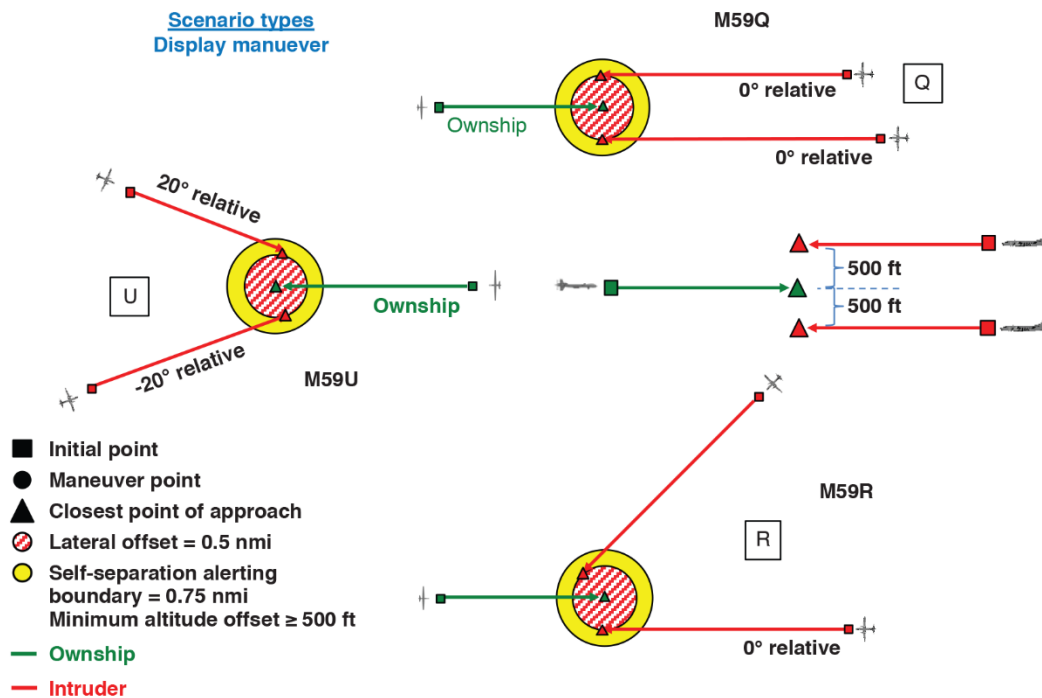 Scenario types
Display manuever
M59Q
0° relative
Q
Ownship
0° relative
20° relative
U
Ownship
-20° relative
M59U
500 ft
500 ft
Initial point
Maneuver point
Closest point of approach
Lateral offset = 0.5 nmi
Self-separation alerting
boundary = 0.75 nmi
Minimum altitude offset ≥ 500 ft
Ownship
Intruder
M59R
R
0° relative